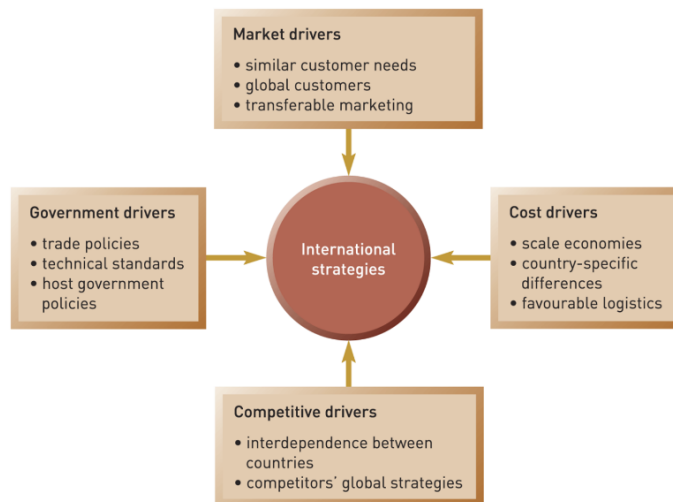 Market drivers
• similar customer needs
• global customers
• transferable marketing
Government drivers
• trade policies
• technical standards
• host government
policies
International
strategies
Cost drivers
• scale economies
• country-specific
differences
• favourable logistics
Competitive drivers
• interdependence between
countries
• competitors’ global strategies